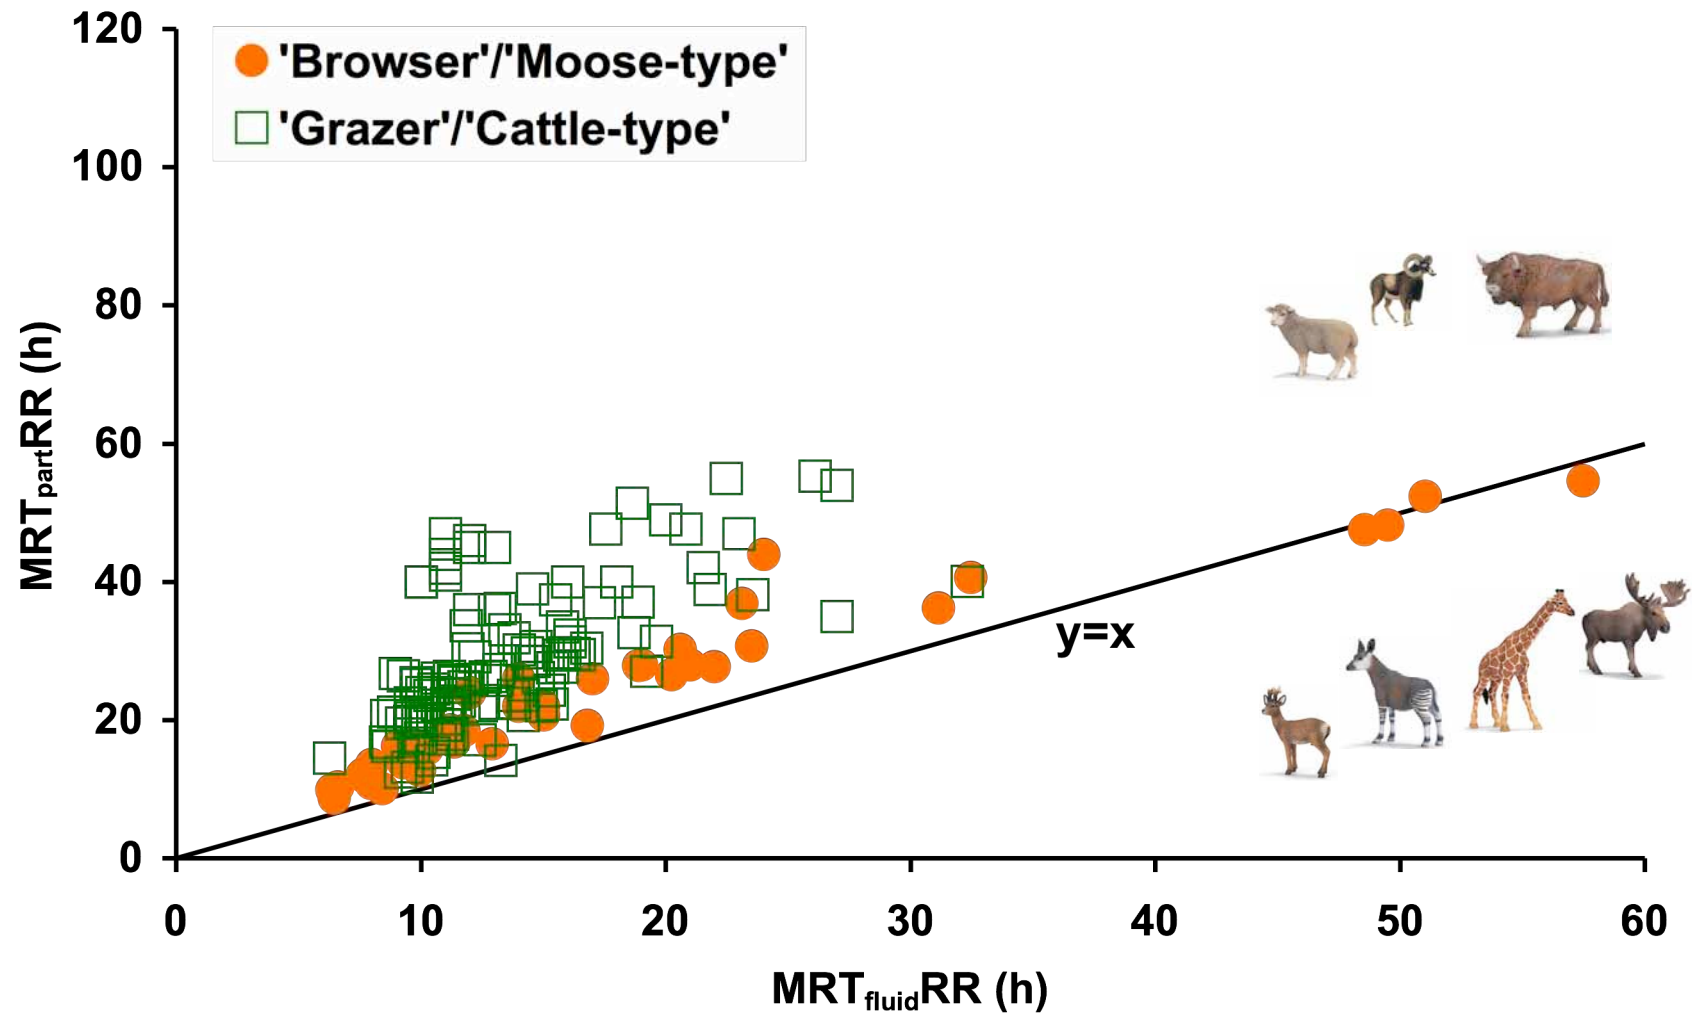 120
'Browser'/'Moose-type'
'Grazer'/'Cattle-type'
100
80
60
40
20
0
MRTpartRR (h)
y=x
0 10 20 30 40 50 60
MRTfluidRR (h)